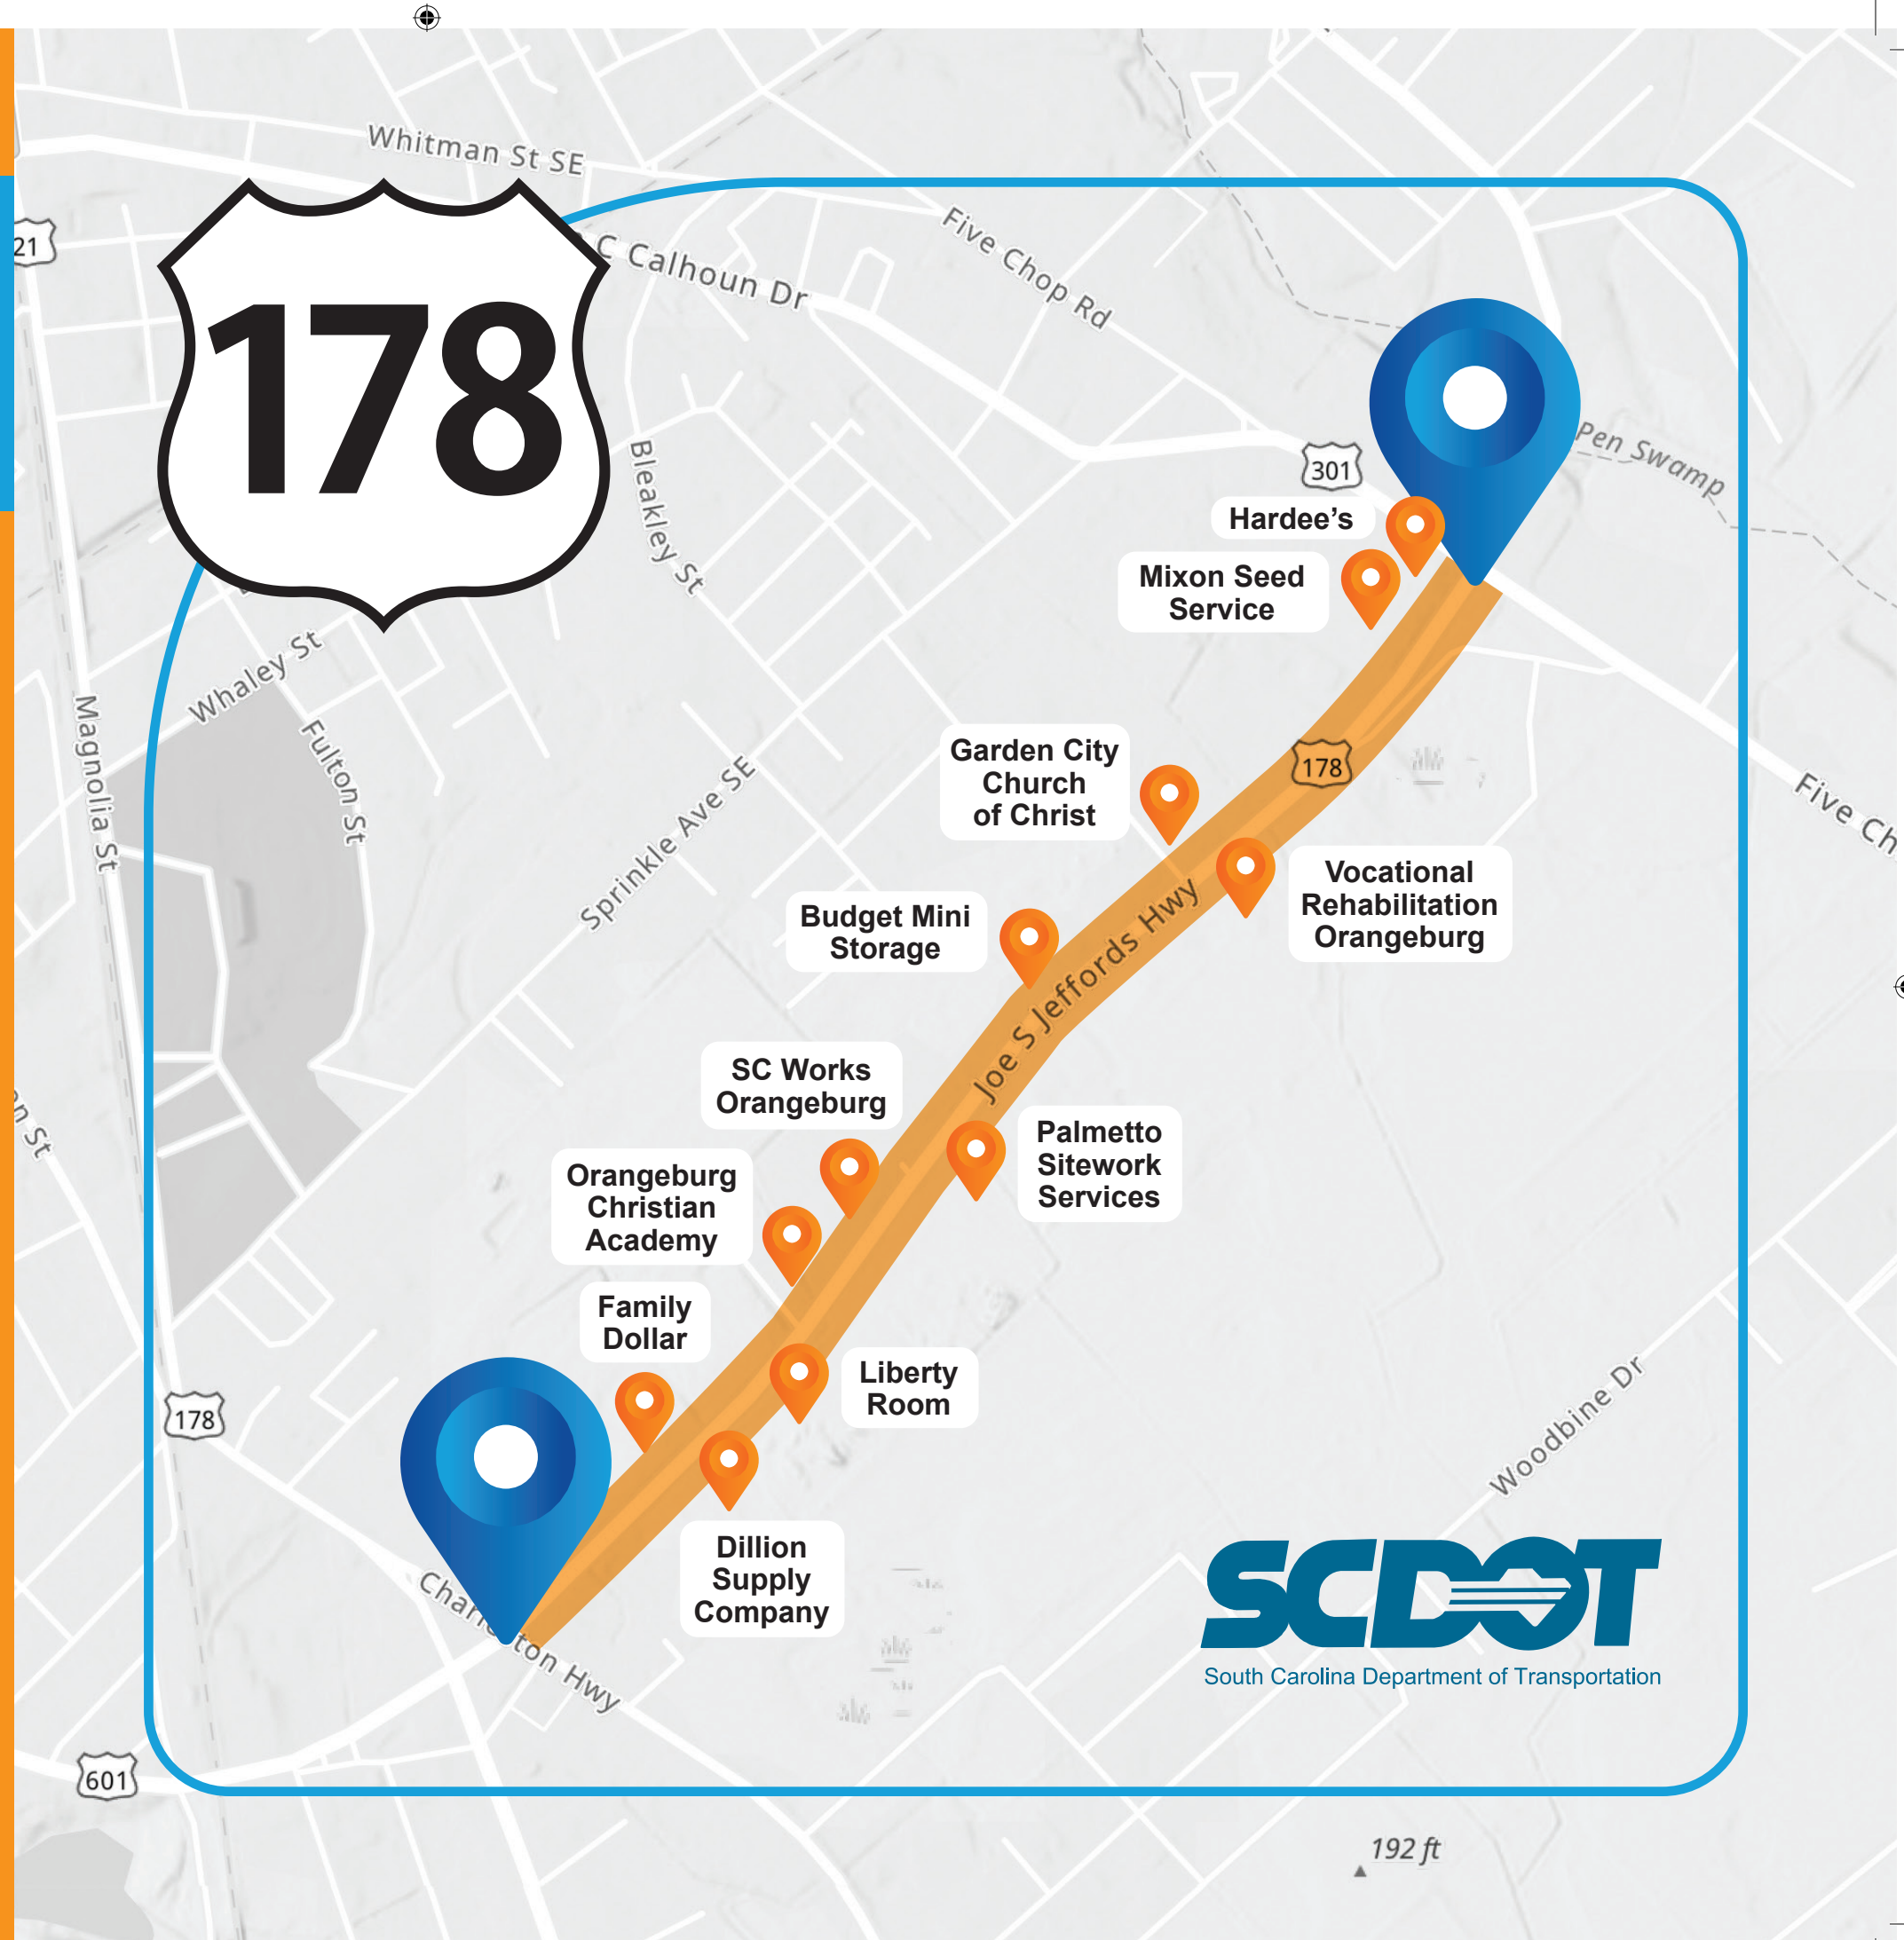 Whitman St SE
21
178
C Calhoun Dr
Five Chop Rd
Pen Swamp
301
Bleakley St
Hardee’s
Mixon Seed
Service
Whaley St
Fulton St
Magnolia St
Sprinkle Ave SE
Garden City
Church
of Christ
178
Five Ch
Vocational
Rehabilitation
Orangeburg
Budget Mini
Storage
Joe S Jeffords Hwy
SC Works
Orangeburg
Palmetto
Sitework
Services
Orangeburg
Christian
Academy
Family
Dollar
Liberty
Room
178
Woodbine Dr
Dillion
Supply
Company
Charleston Hwy
SCDOT
South Carolina Department of Transportation
601
192 ft